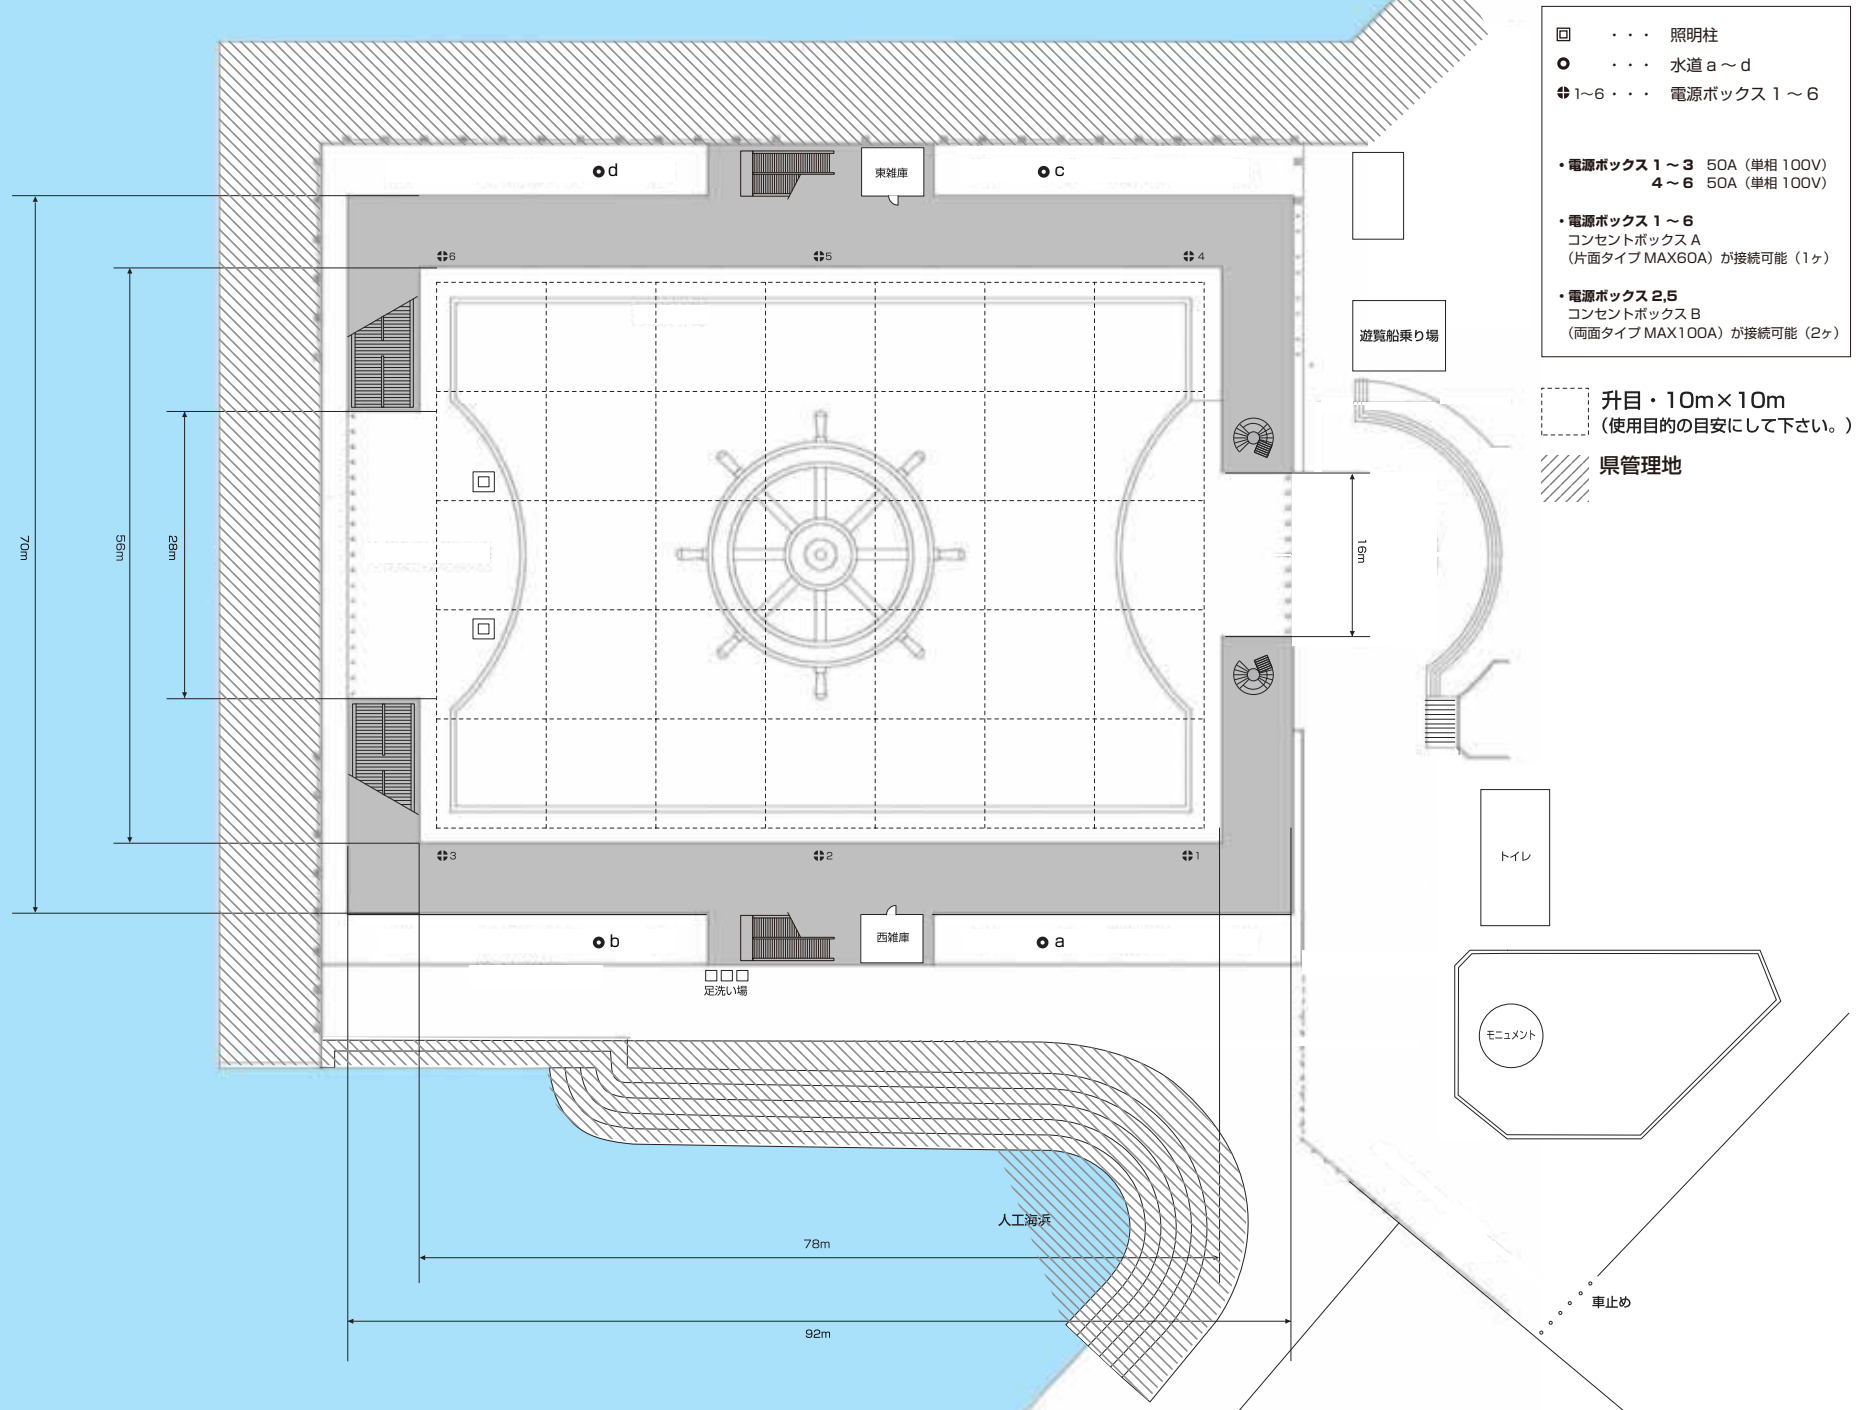 ・・・ 照明柱
・・・ 水道 a ～ d
1～6 ・・・ 電源ボックス 1 ～ 6
・電源ボックス 1 ～ 3 50A（単相 100V）
4 ～ 6 50A（単相 100V）
・電源ボックス 1 ～ 6
コンセントボックス A
（片面タイプ MAX60A）が接続可能（1ヶ）
・電源ボックス 2,5
コンセントボックス B
（両面タイプ MAX100A）が接続可能（2ヶ）
升目・10m×10m
（使用目的の目安にして下さい。）
県管理地
d
東雑庫
c
6
5
4
遊覧船乗り場
70m
56m
28m
16m
3
2
1
トイレ
b
西雑庫
a
足洗い場
モニュメント
人工海浜
78m
92m
車止め